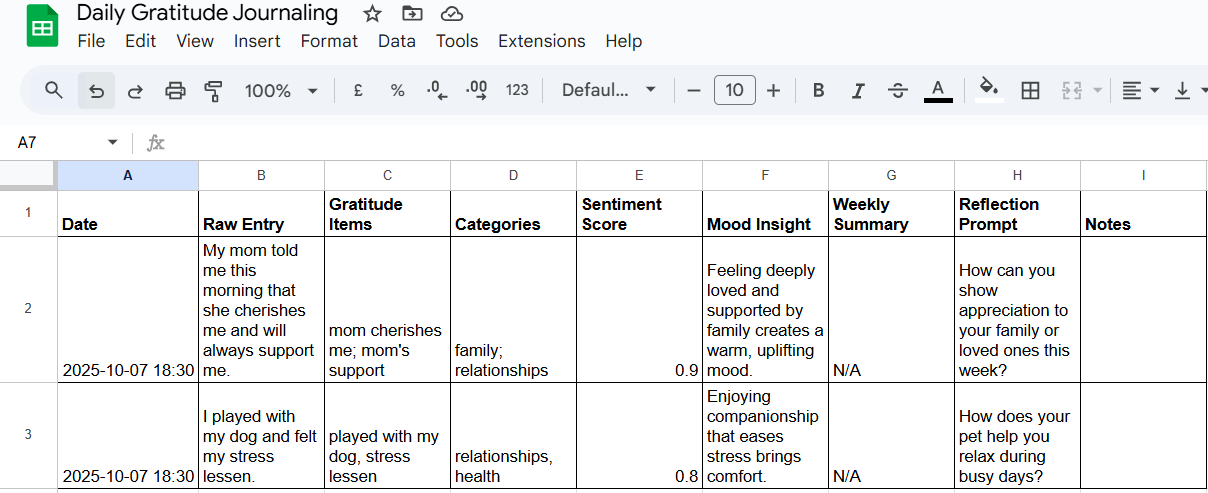 Daily Gratitude Journaling
File Edit View Insert Format Data Tools Extensions Help
100% £ % .0 .00 123 Defaul... 10 B I S A
A7 fx
A B C D E F G H I
1 Date Raw Entry Gratitude Items Categories Sentiment Score Mood Insight Weekly Summary Reflection Prompt Notes
2 2025-10-07 18:30 My mom told me this morning that she cherishes me and will always support me. mom cherishes me; mom's support family; relationships 0.9 Feeling deeply loved and supported by family creates a warm, uplifting mood. N/A How can you show appreciation to your family or loved ones this week?
3 2025-10-07 18:30 I played with my dog and felt my stress lessen. played with my dog, stress lessen relationships, health 0.8 Enjoying companionship that eases stress brings comfort. N/A How does your pet help you relax during busy days?